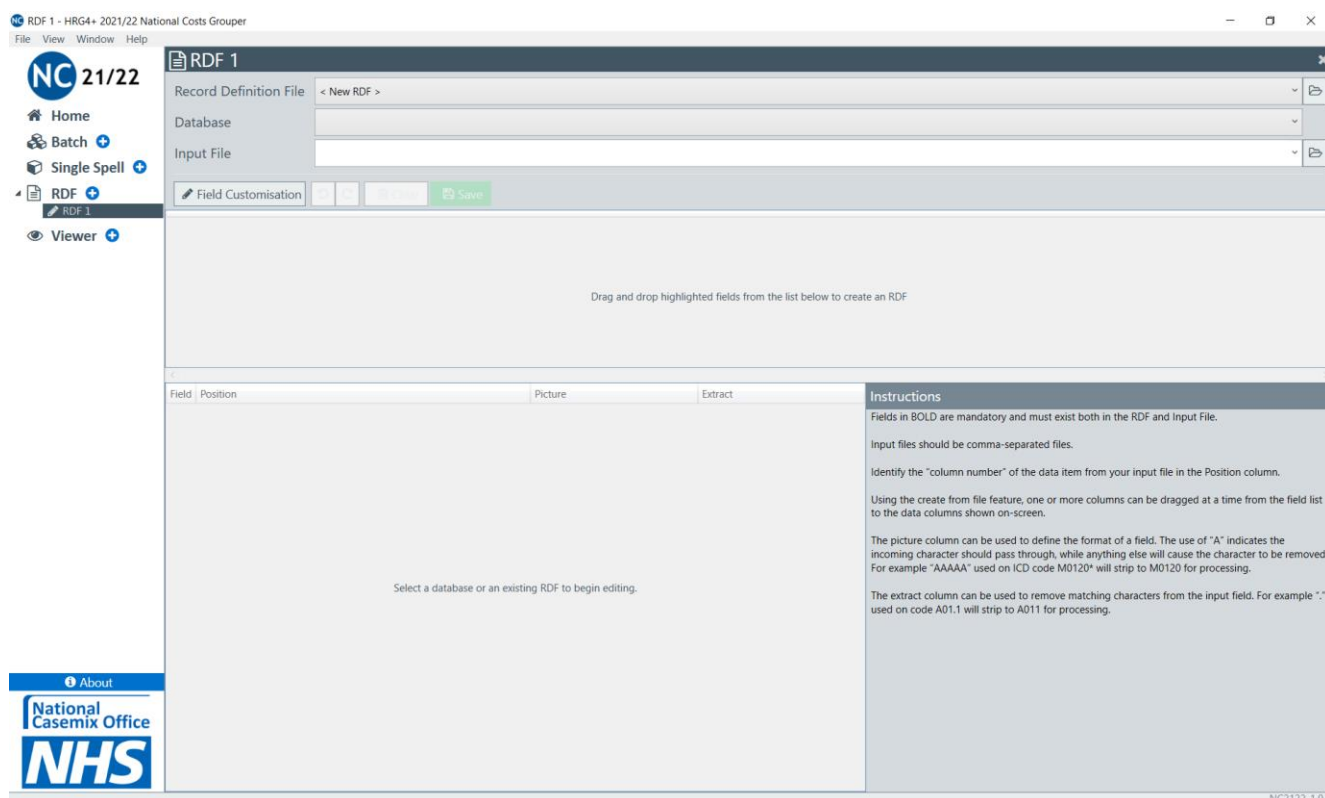 NC RDF 1 - HRG4+ 2021/22 National Costs Grouper
File View Window Help
NC 21/22
Home
Batch
Single Spell
RDF
RDF 1
Viewer
About
National
Casemix Office
NHS
RDF 1
Record Definition File < New RDF >
Database
Input File
Field Customisation Clear Save
Drag and drop highlighted fields from the list below to create an RDF
Field Position Picture Extract
Select a database or an existing RDF to begin editing.
Instructions
Fields in BOLD are mandatory and must exist both in the RDF and Input File.
Input files should be comma-separated files.
Identify the "column number" of the data item from your input file in the Position column.
Using the create from file feature, one or more columns can be dragged at a time from the field list
to the data columns shown on-screen.
The picture column can be used to define the format of a field. The use of "A" indicates the
incoming character should pass through, while anything else will cause the character to be removed
For example "AAAAA" used on ICD code M0120* will strip to M0120 for processing.
The extract column can be used to remove matching characters from the input field. For example "."
used on code A01.1 will strip to A011 for processing.